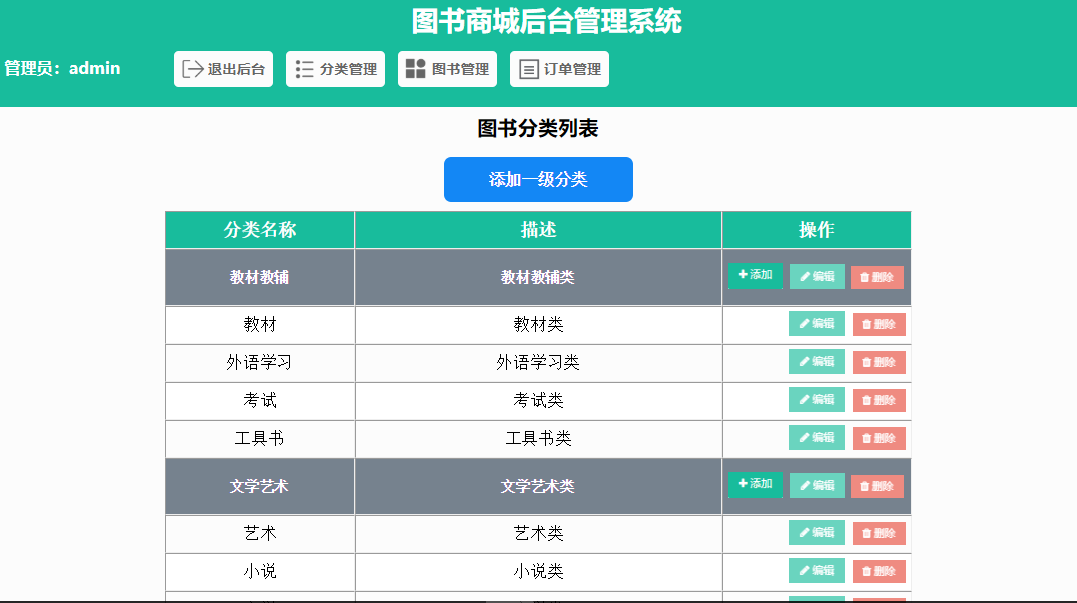 图书商城后台管理系统
管理员：admin 退出后台 分类管理 图书管理 订单管理
图书分类列表
添加一级分类
分类名称 描述 操作
教材教辅 教材教辅类 添加 编辑 删除
教材 教材类 编辑 删除
外语学习 外语学习类 编辑 删除
考试 考试类 编辑 删除
工具书 工具书类 编辑 删除
文学艺术 文学艺术类 添加 编辑 删除
艺术 艺术类 编辑 删除
小说 小说类 编辑 删除